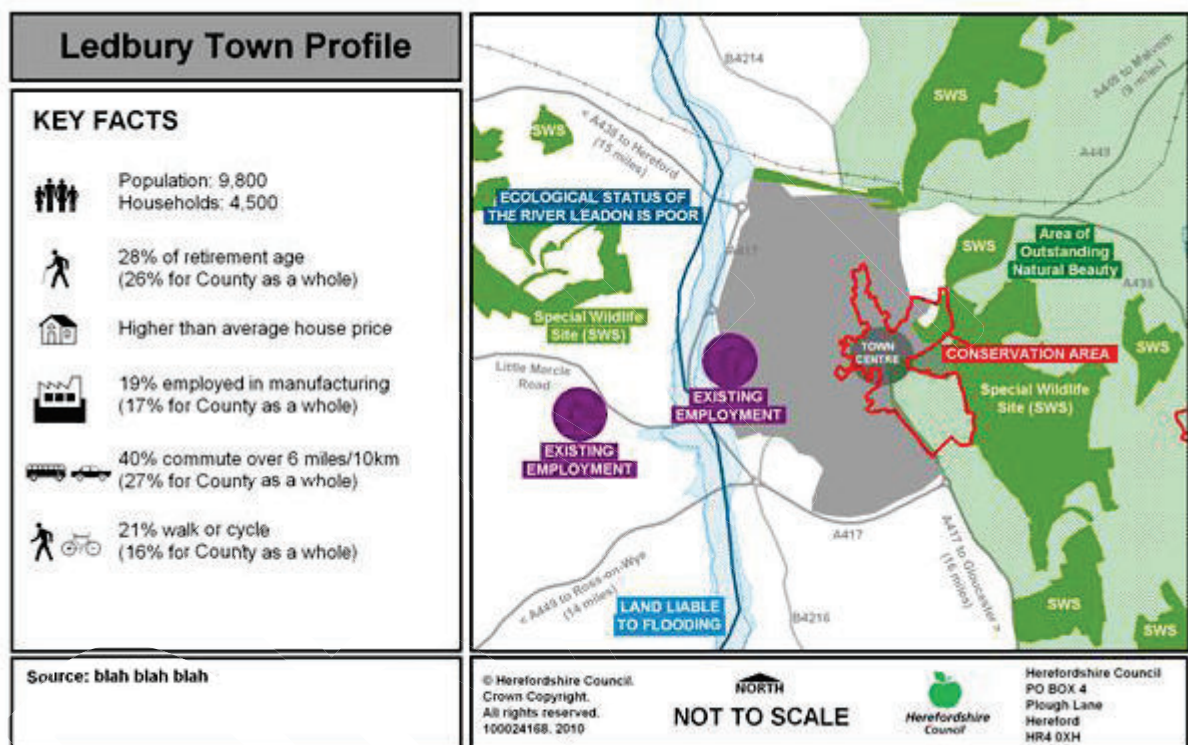 Ledbury Town Profile
KEY FACTS
Population: 9,800
Households: 4,500
28% of retirement age
(26% for County as a whole)
Higher than average house price
19% employed in manufacturing
(17% for County as a whole)
40% commute over 6 miles/10km
(27% for County as a whole)
21% walk or cycle
(16% for County as a whole)
Source: blah blah blah
B4214
SWS
A449 to Malvern
(9 miles)
A449
SWS
< A438 to Hereford
(15 miles)
ECOLOGICAL STATUS OF
THE RIVER LEADON IS POOR
A417
SWS
Area of
Outstanding
Natural Beauty
A438
Special Wildlife
Site (SWS)
TOWN
CENTRE
CONSERVATION AREA
SWS
Little Marcle
Road
EXISTING
EMPLOYMENT
Special Wildlife
Site (SWS)
EXISTING
EMPLOYMENT
A417
A417 to Gloucester >
(16 miles)
< A449 to Ross-on-Wye
(14 miles)
LAND LIABLE
TO FLOODING
B4216
SWS
SWS
© Herefordshire Council.
Crown Copyright.
All rights reserved.
100024168. 2010
NORTH
NOT TO SCALE
Herefordshire
Council
Herefordshire Council
PO BOX 4
Plough Lane
Hereford
HR4 0XH